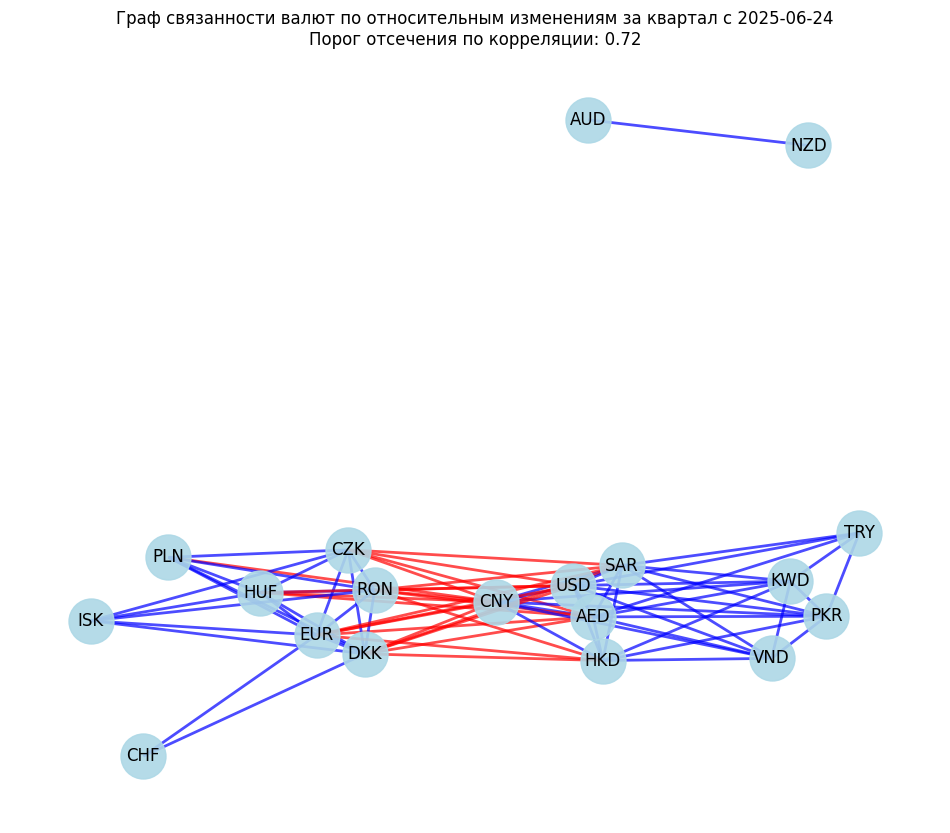 Граф связанности валют по относительным изменениям за квартал с 2025-06-24
Порог отсечения по корреляции: 0.72
AUD
NZD
TRY
CZK
PLN
SAR
KWD
USD
RON
HUF
CNY
PKR
AED
ISK
EUR
DKK
VND
HKD
CHF